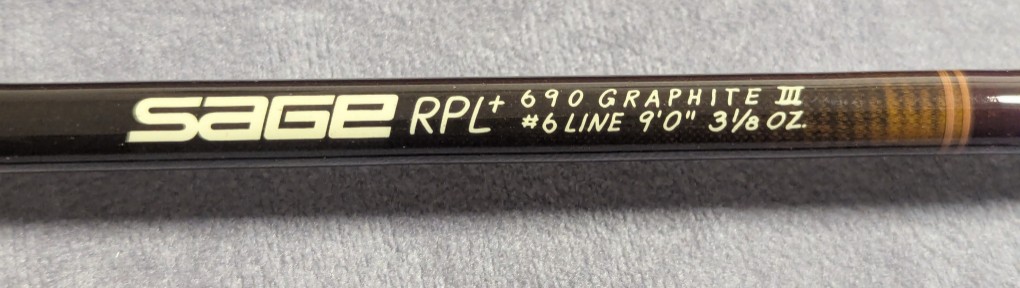 SAGE RPL+ 690 GRAPHITE III
#6 LINE 9'0" 3 1/8 OZ.